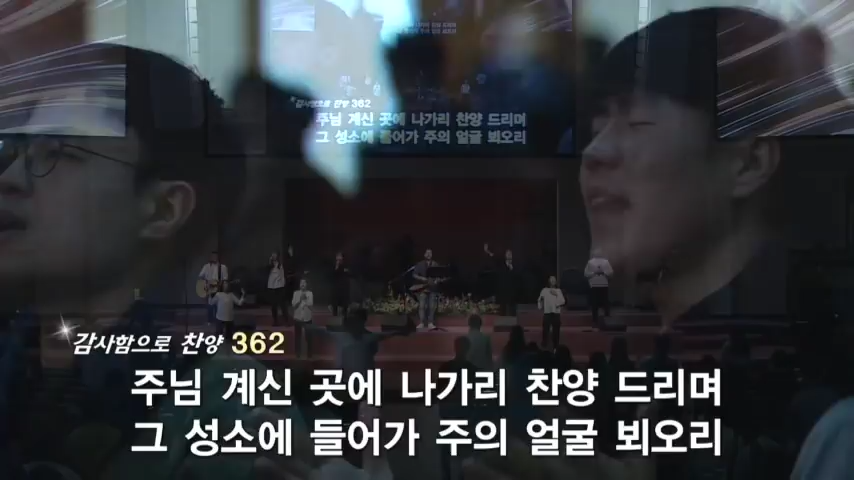 감사함으로 찬양 362
주님 계신 곳에 나가리 찬양 드리며
그 성소에 들어가 주의 얼굴 뵈오리
감사함으로 찬양 362
주님 계신 곳에 나가리 찬양 드리며
그 성소에 들어가 주의 얼굴 뵈오리